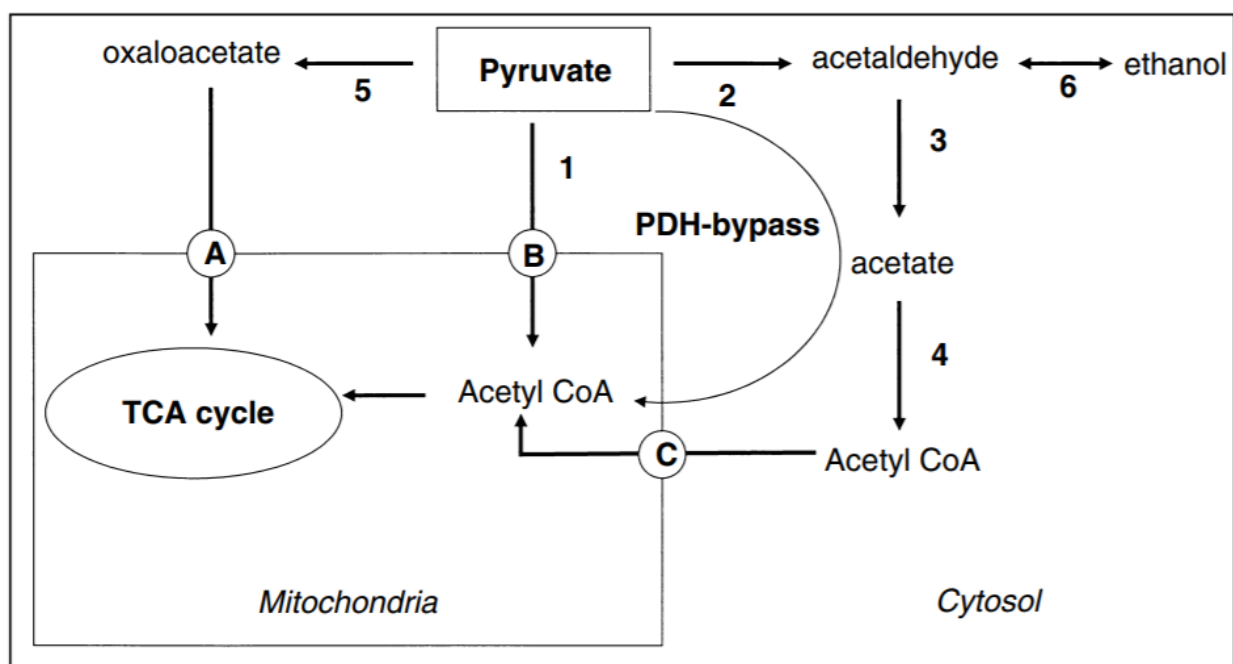 oxaloacetate
5
Pyruvate
2
acetaldehyde
6
ethanol
1
3
PDH-bypass
A
B
acetate
4
TCA cycle
Acetyl CoA
C
Acetyl CoA
Mitochondria
Cytosol